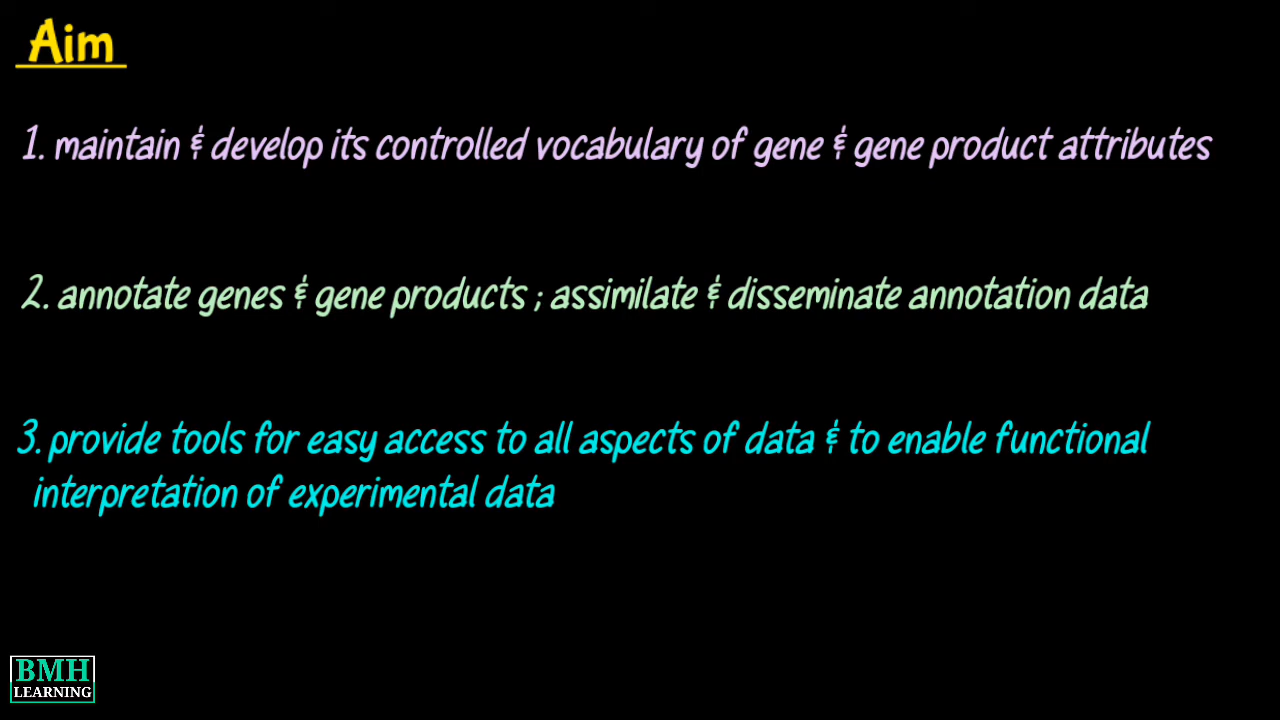 Aim
1. maintain & develop its controlled vocabulary of gene & gene product attributes
2. annotate genes & gene products ; assimilate & disseminate annotation data
3. provide tools for easy access to all aspects of data & to enable functional
interpretation of experimental data
BMH
LEARNING